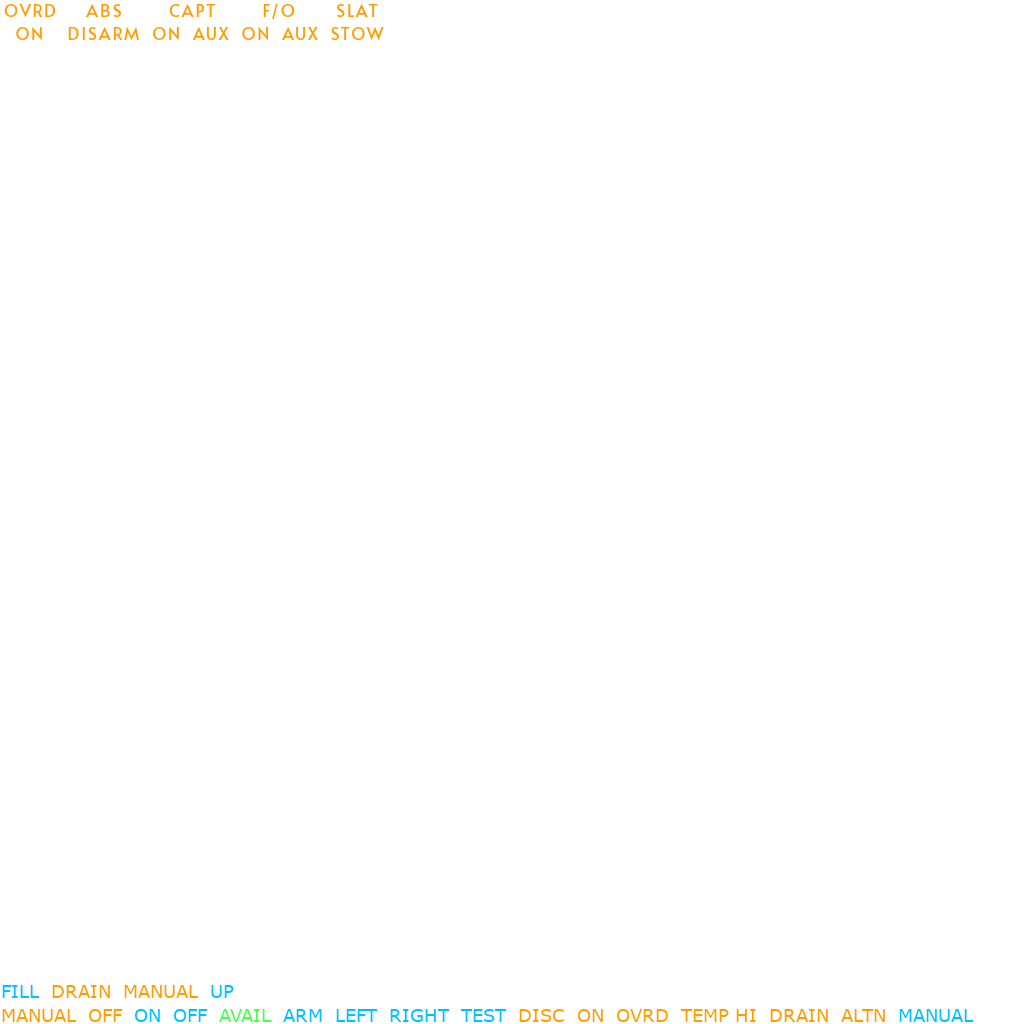 OVRD ABS CAPT F/O SLAT
ON DISARM ON AUX ON AUX STOW
FILL DRAIN MANUAL UP
MANUAL OFF ON OFF AVAIL ARM LEFT RIGHT TEST DISC ON OVRD TEMP HI DRAIN ALTN MANUAL